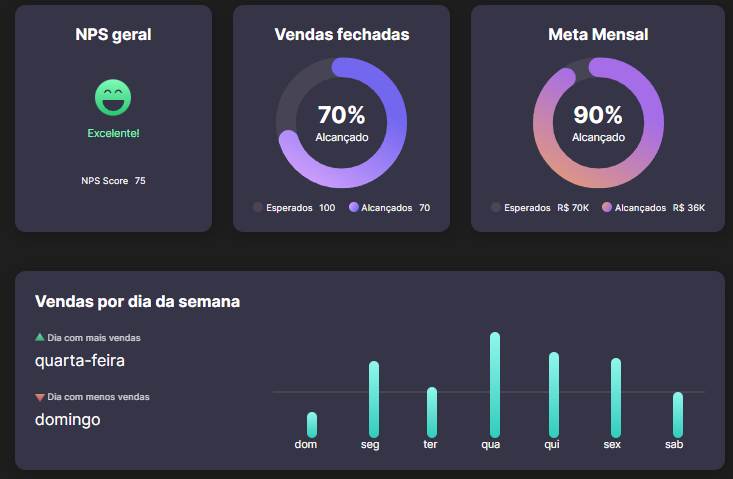 NPS geral
Excelente!
NPS Score 75
Vendas fechadas
70%
Alcançado
Esperados 100 Alcançados 70
Meta Mensal
90%
Alcançado
Esperados R$ 70K Alcançados R$ 36K
Vendas por dia da semana
Dia com mais vendas
quarta-feira
Dia com menos vendas
domingo
dom seg ter qua qui sex sab